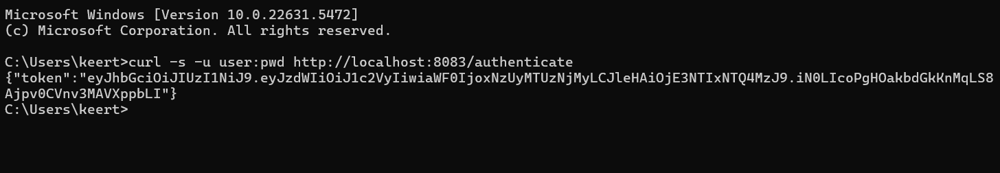 Microsoft Windows [Version 10.0.22631.5472]
(c) Microsoft Corporation. All rights reserved.
C:\Users\keert>curl -s -u user:pwd http://localhost:8083/authenticate
{"token":"eyJhbGciOiJIUzI1NiJ9.eyJzdWIiOiJ1c2VyIiwiaWF0IjoxNzUyMTUzNjMyLCJleHAiOjE3NTIxNTQ4MzJ9.iN0LIcoPgHOakbdGkKnMqLS8
Ajpv0CVnv3MAVXppbLI"}
C:\Users\keert>